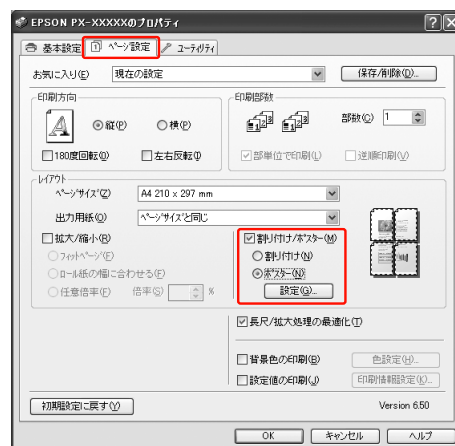 EPSON PX-XXXXXのプロパティ
基本設定 ページ設定 ユーティリティ
お気に入り(E) 現在の設定 保存/削除(Q)...
印刷方向
縦(P) 横(R)
180度回転(0) 左右反転(I)
印刷部数
部数(C) 1
部単位で印刷(L) 逆順印刷(V)
レイアウト
ページサイズ(Z) A4 210 x 297 mm
出力用紙(O) ページサイズと同じ
拡大/縮小(B)
フィットページ(F)
ロール紙の幅に合わせる(F)
任意倍率(F) 倍率(S) %
割り付け/ポスター(M)
割り付け(N)
ポスター(N)
設定(G)...
長尺/拡大処理の最適化(T)
背景色の印刷(B) 色設定(H)...
設定値の印刷(J) 印刷情報設定(K)...
初期設定に戻す(Y) Version 6.50
OK キャンセル ヘルプ